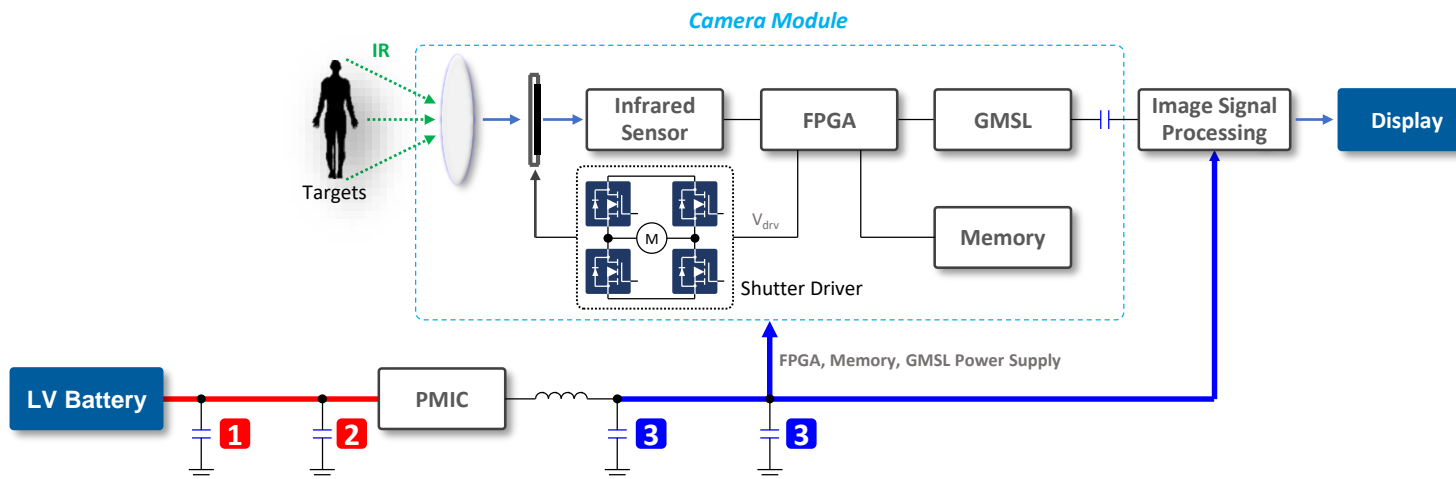 Camera Module
IR
Targets
Infrared
Sensor
FPGA
GMSL
Image Signal
Processing
Display
M
V_drv
Memory
Shutter Driver
FPGA, Memory, GMSL Power Supply
LV Battery
PMIC
1
2
3
3